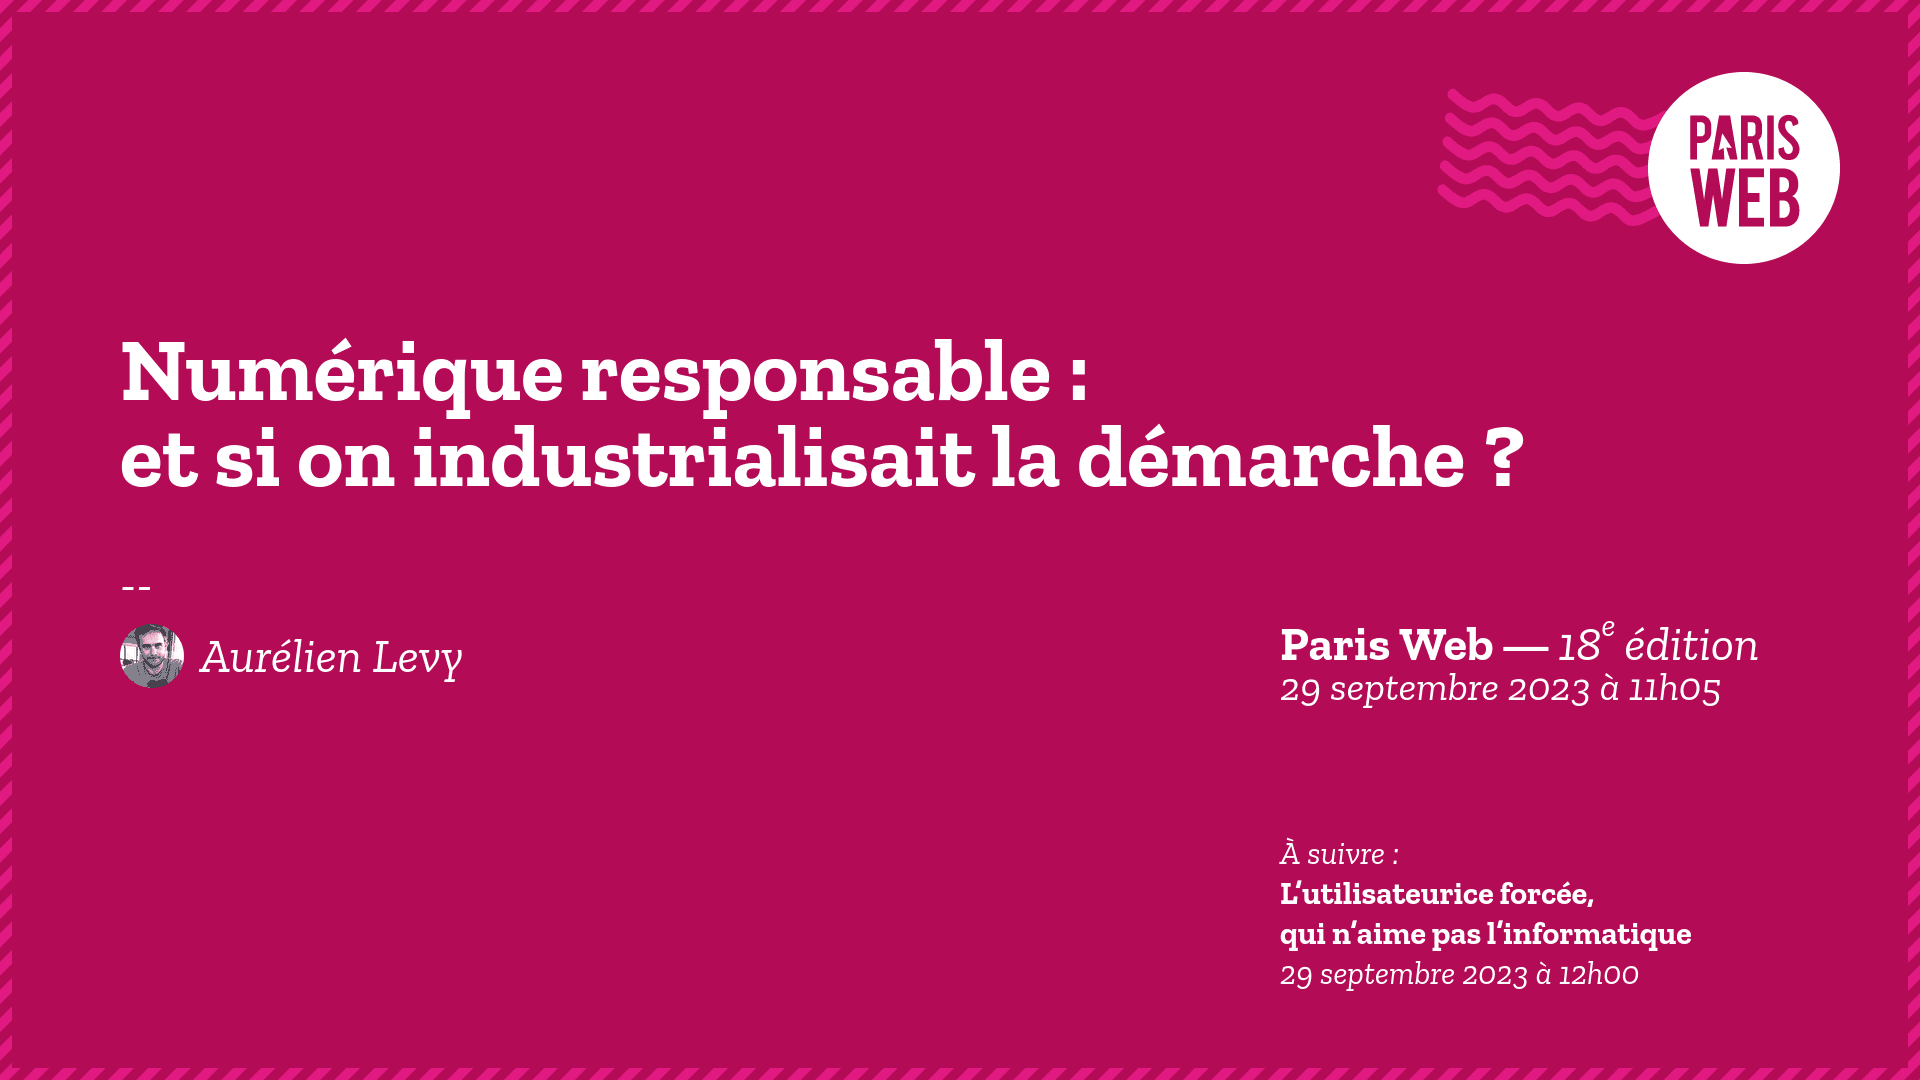 PARIS
WEB
Numérique responsable :
et si on industrialisait la démarche ?
--
Aurélien Levy
Paris Web — 18e édition
29 septembre 2023 à 11h05
À suivre :
L’utilisateurice forcée,
qui n’aime pas l’informatique
29 septembre 2023 à 12h00